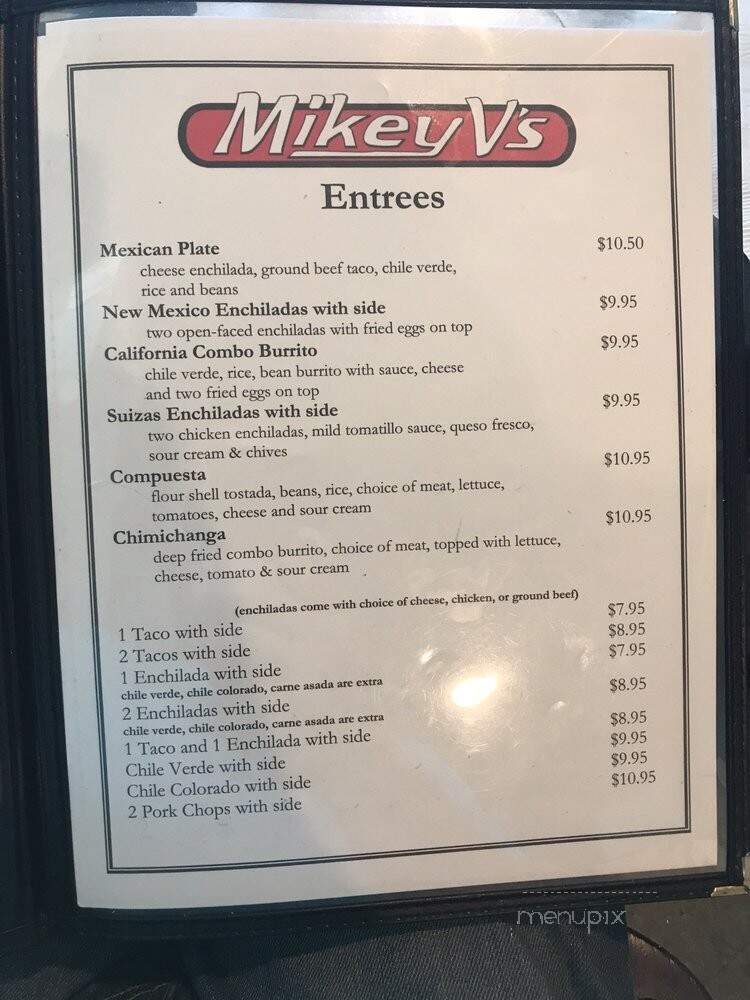 Mikey V's
Entrees
Mexican Plate $10.50
cheese enchilada, ground beef taco, chile verde,
rice and beans
New Mexico Enchiladas with side $9.95
two open-faced enchiladas with fried eggs on top
California Combo Burrito $9.95
chile verde, rice, bean burrito with sauce, cheese
and two fried eggs on top
Suizas Enchiladas with side $9.95
two chicken enchiladas, mild tomatillo sauce, queso fresco,
sour cream & chives
Compuesta $10.95
flour shell tostada, beans, rice, choice of meat, lettuce,
tomatoes, cheese and sour cream
Chimichanga $10.95
deep fried combo burrito, choice of meat, topped with lettuce,
cheese, tomato & sour cream
(enchiladas come with choice of cheese, chicken, or ground beef)
1 Taco with side $7.95
2 Tacos with side $8.95
1 Enchilada with side $7.95
chile verde, chile colorado, carne asada are extra
2 Enchiladas with side $8.95
chile verde, chile colorado, carne asada are extra
1 Taco and 1 Enchilada with side $8.95
Chile Verde with side $9.95
Chile Colorado with side $9.95
2 Pork Chops with side $10.95
menupix